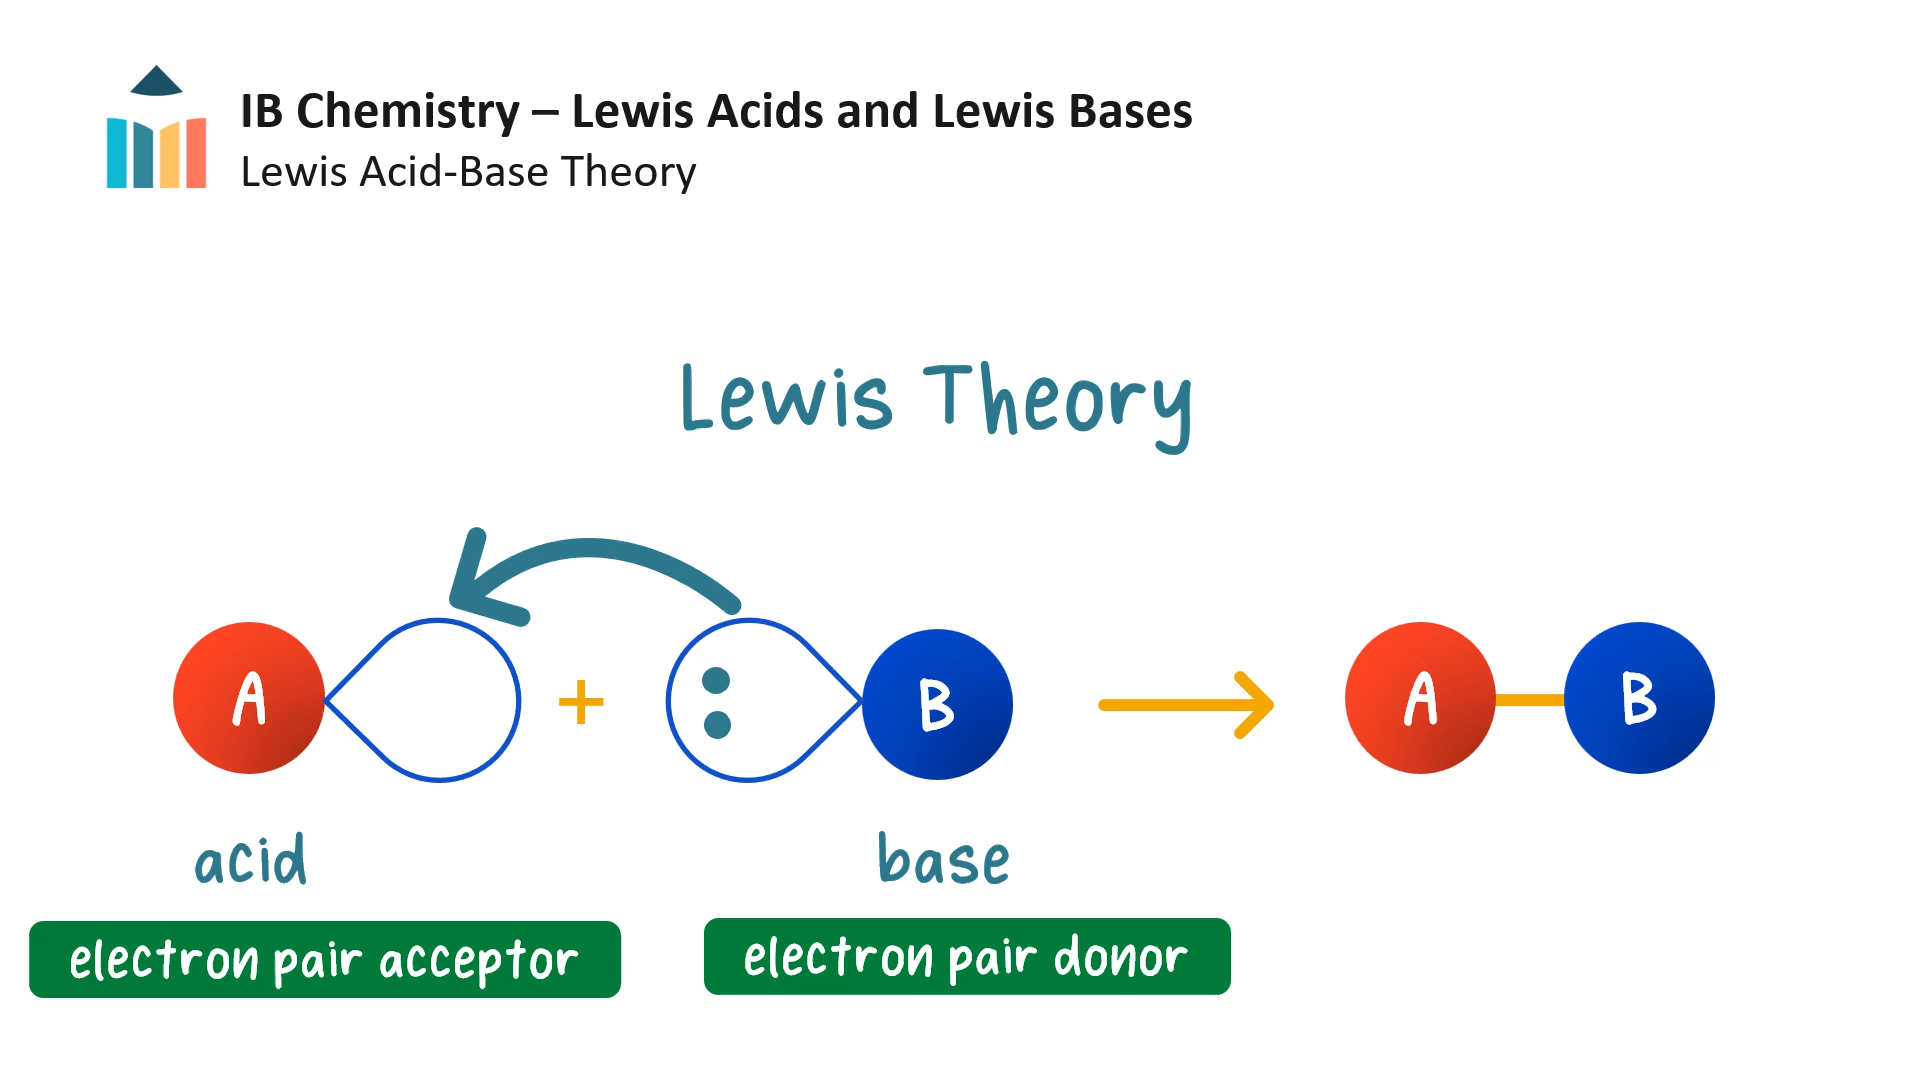 IB Chemistry – Lewis Acids and Lewis Bases
Lewis Acid-Base Theory
Lewis Theory
A
+
B
A
B
acid
base
electron pair acceptor
electron pair donor